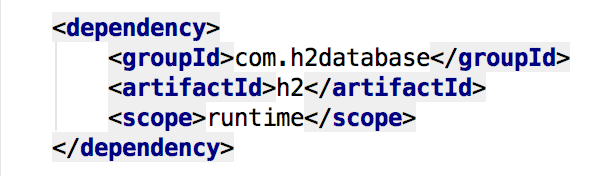 <dependency>
    <groupId>com.h2database</groupId>
    <artifactId>h2</artifactId>
    <scope>runtime</scope>
</dependency>